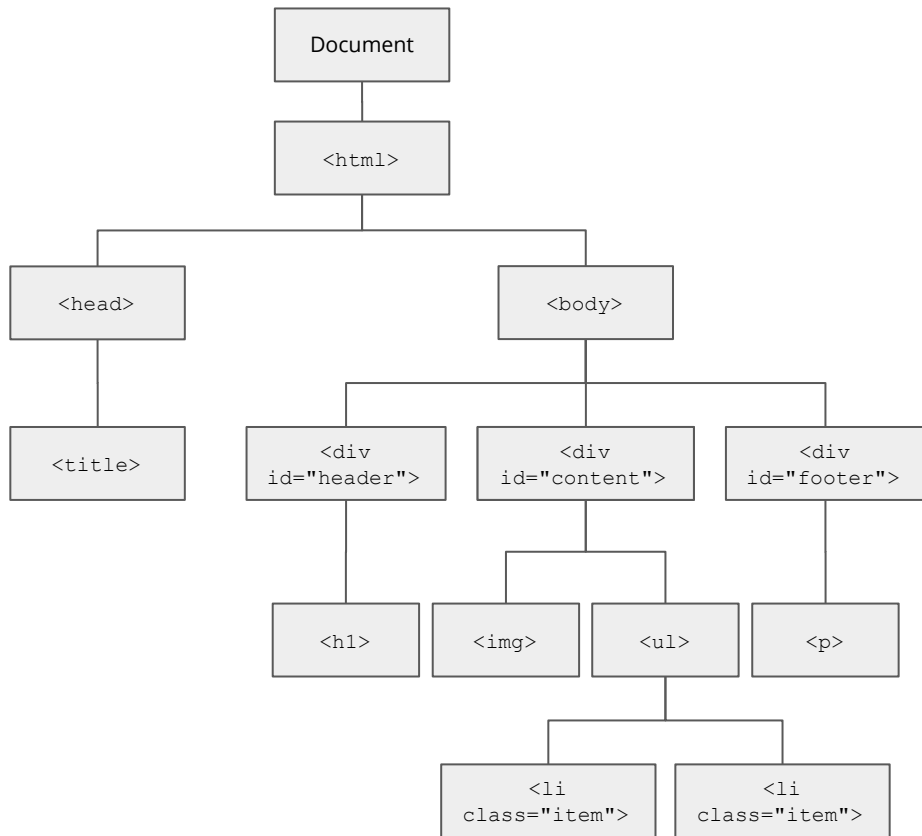 Document
<html>
<head>
<body>
<title>
<div
id="header">
<div
id="content">
<div
id="footer">
<h1>
<img>
<ul>
<p>
<li
class="item">
<li
class="item">